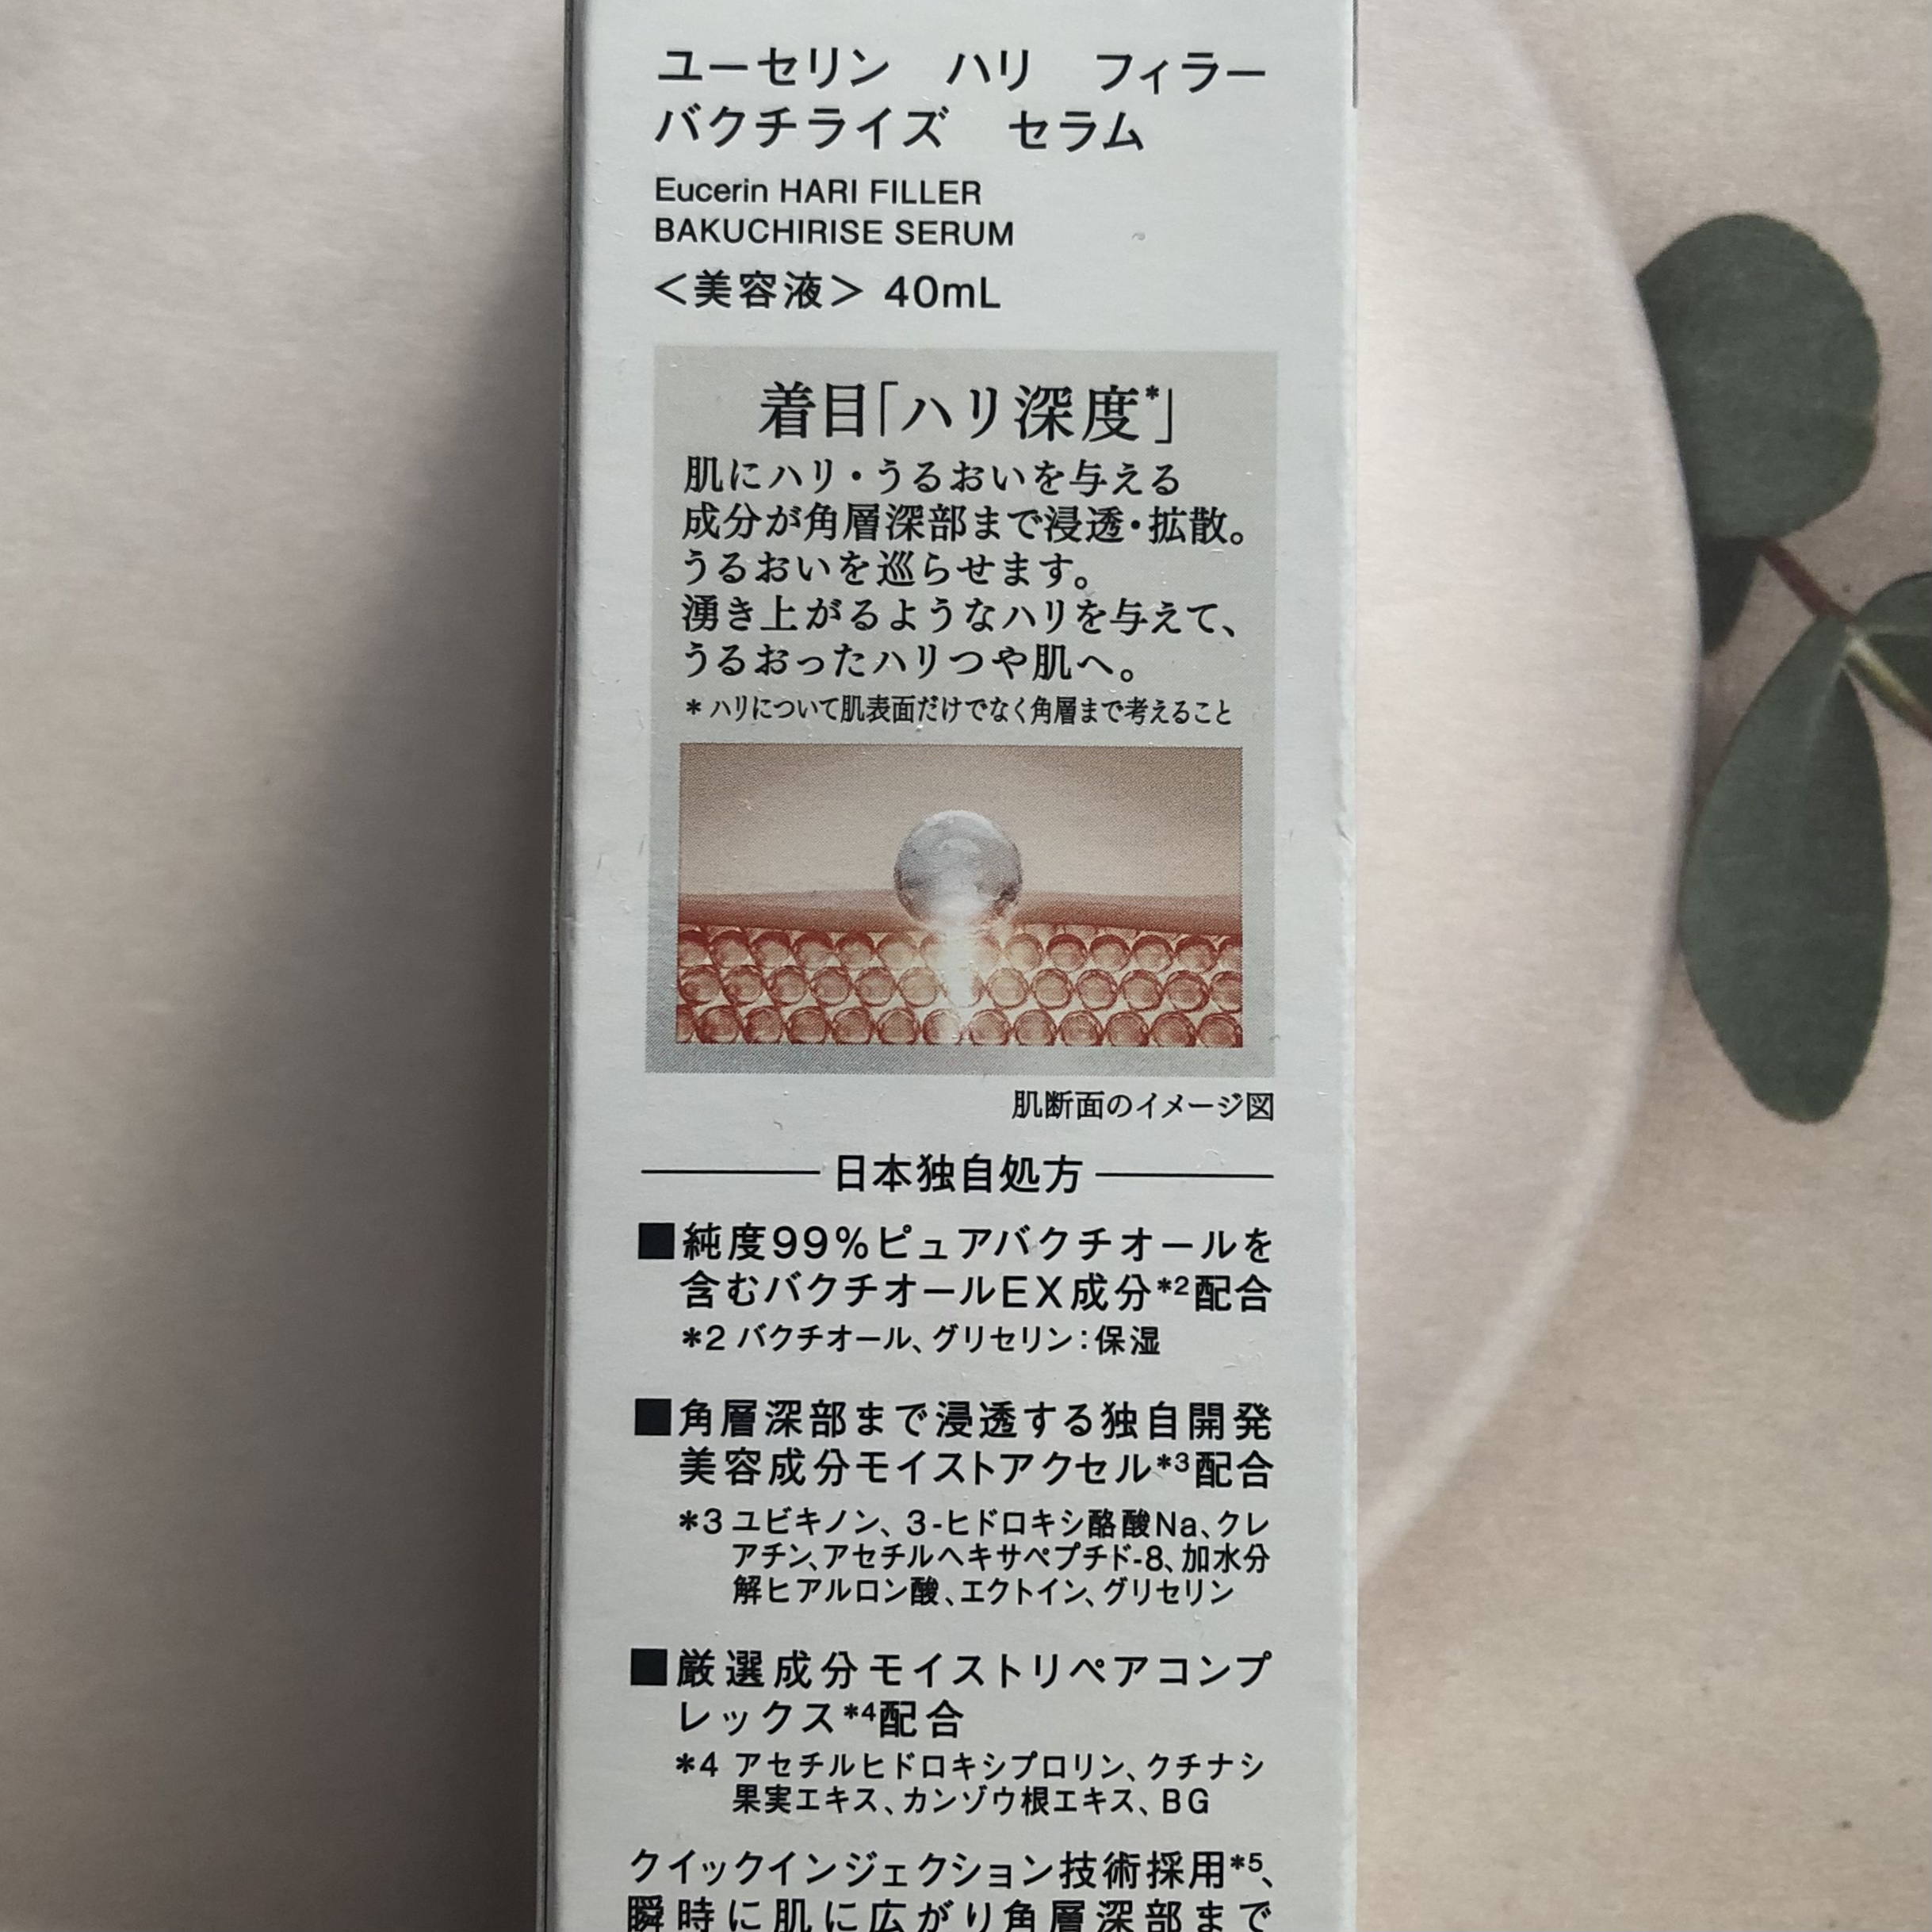 ユーセリン　ハリ　フィラー
バクチライズ　セラム
Eucerin HARI FILLER
BAKUCHIRISE SERUM
＜美容液＞ 40mL
着目「ハリ深度*」
肌にハリ・うるおいを与える
成分が角層深部まで浸透・拡散。
うるおいを巡らせます。
湧き上がるようなハリを与えて、
うるおったハリつや肌へ。
* ハリについて肌表面だけでなく角層まで考えること
肌断面のイメージ図
日本独自処方
■純度99%ピュアバクチオールを
含むバクチオールEX成分*2配合
*2 バクチオール、グリセリン：保湿
■角層深部まで浸透する独自開発
美容成分モイストアクセル*3配合
*3 ユビキノン、3-ヒドロキシ酪酸Na、クレ
アチン、アセチルヘキサペプチド-8、加水分
解ヒアルロン酸、エクトイン、グリセリン
■厳選成分モイストリペアコンプ
レックス*4配合
*4 アセチルヒドロキシプロリン、クチナシ
果実エキス、カンゾウ根エキス、BG
クイックインジェクション技術採用*5、
瞬時に肌に広がり角層深部まで